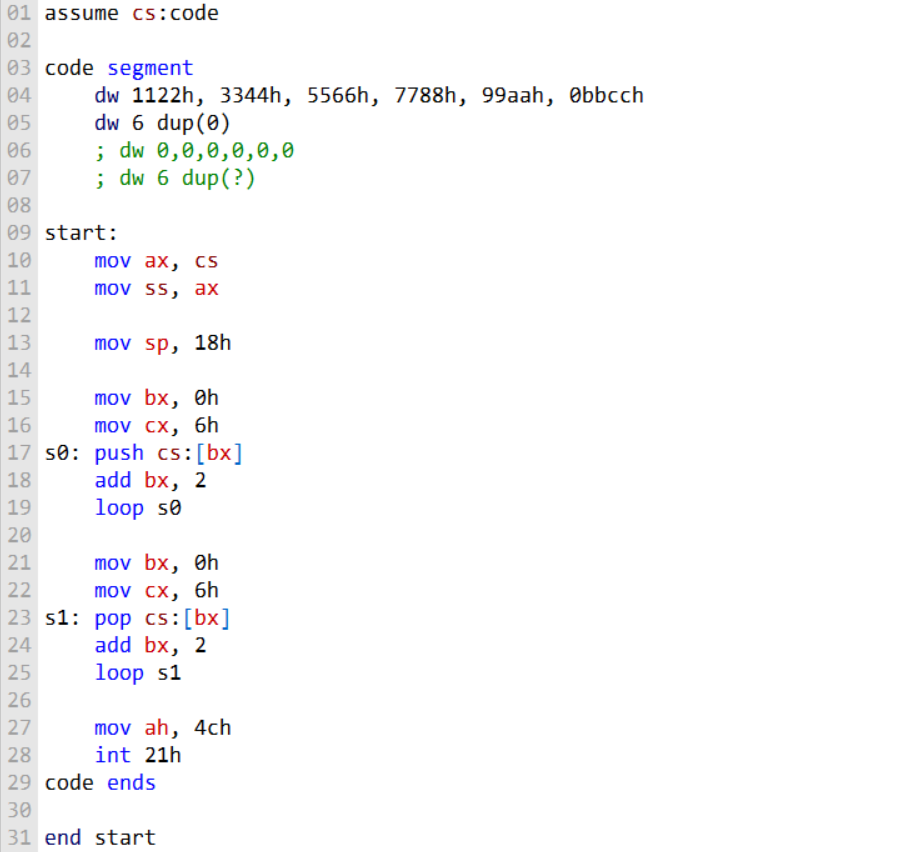 01 assume cs:code
02
03 code segment
04     dw 1122h, 3344h, 5566h, 7788h, 99aah, 0bbcch
05     dw 6 dup(0)
06     ; dw 0,0,0,0,0,0
07     ; dw 6 dup(?)
08
09 start:
10     mov ax, cs
11     mov ss, ax
12
13     mov sp, 18h
14
15     mov bx, 0h
16     mov cx, 6h
17 s0: push cs:[bx]
18     add bx, 2
19     loop s0
20
21     mov bx, 0h
22     mov cx, 6h
23 s1: pop cs:[bx]
24     add bx, 2
25     loop s1
26
27     mov ah, 4ch
28     int 21h
29 code ends
30
31 end start